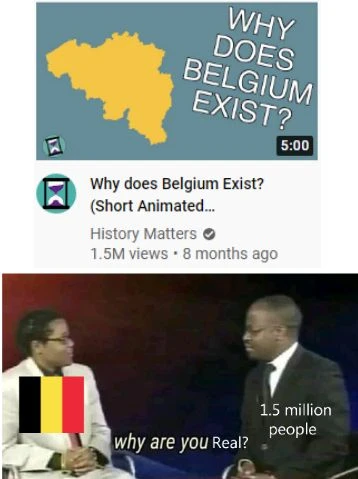 WHY
DOES
BELGIUM
EXIST?
5:00
Why does Belgium Exist?
(Short Animated...
History Matters
1.5M views • 8 months ago
1.5 million
people
why are you Real?